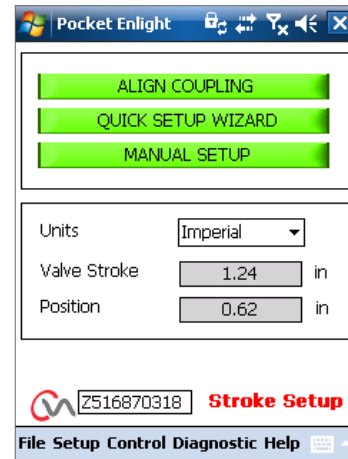 Pocket Enlight
ALIGN COUPLING
QUICK SETUP WIZARD
MANUAL SETUP
Units Imperial
Valve Stroke 1.24 in
Position 0.62 in
Z516870318 Stroke Setup
File Setup Control Diagnostic Help